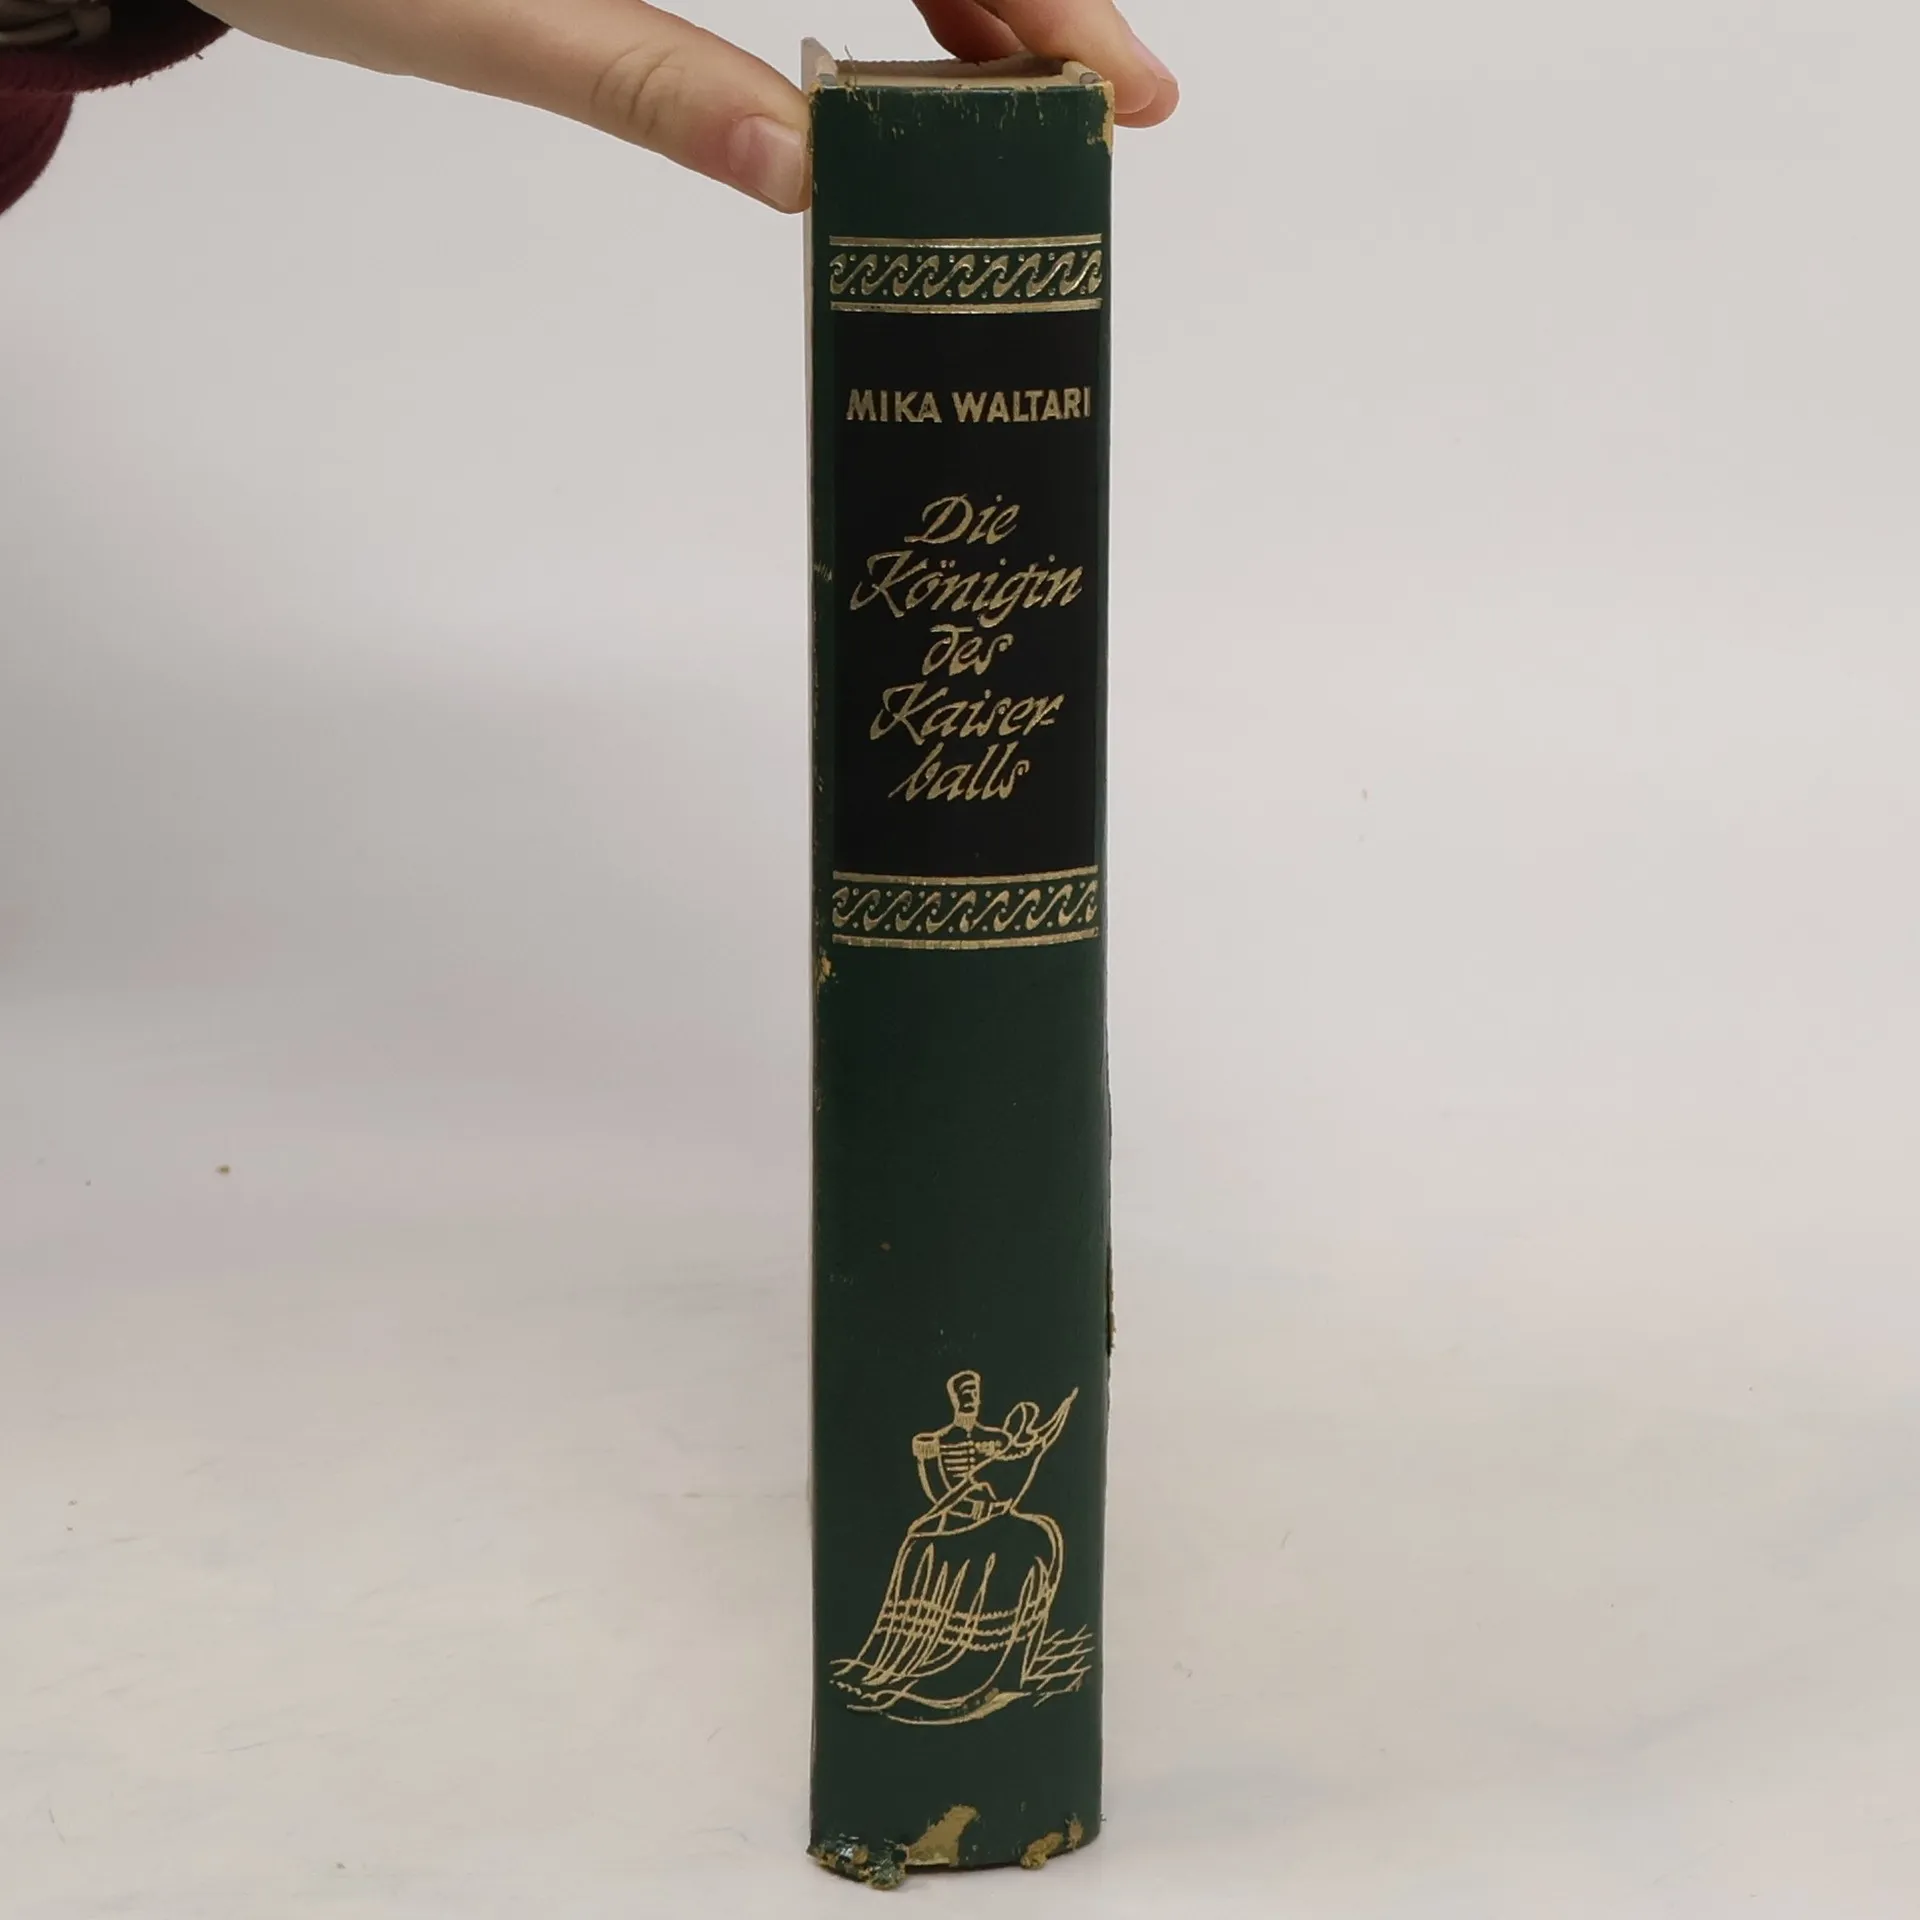 MIKA WALTARI
Die
Königin
des
Kaiser-
balls